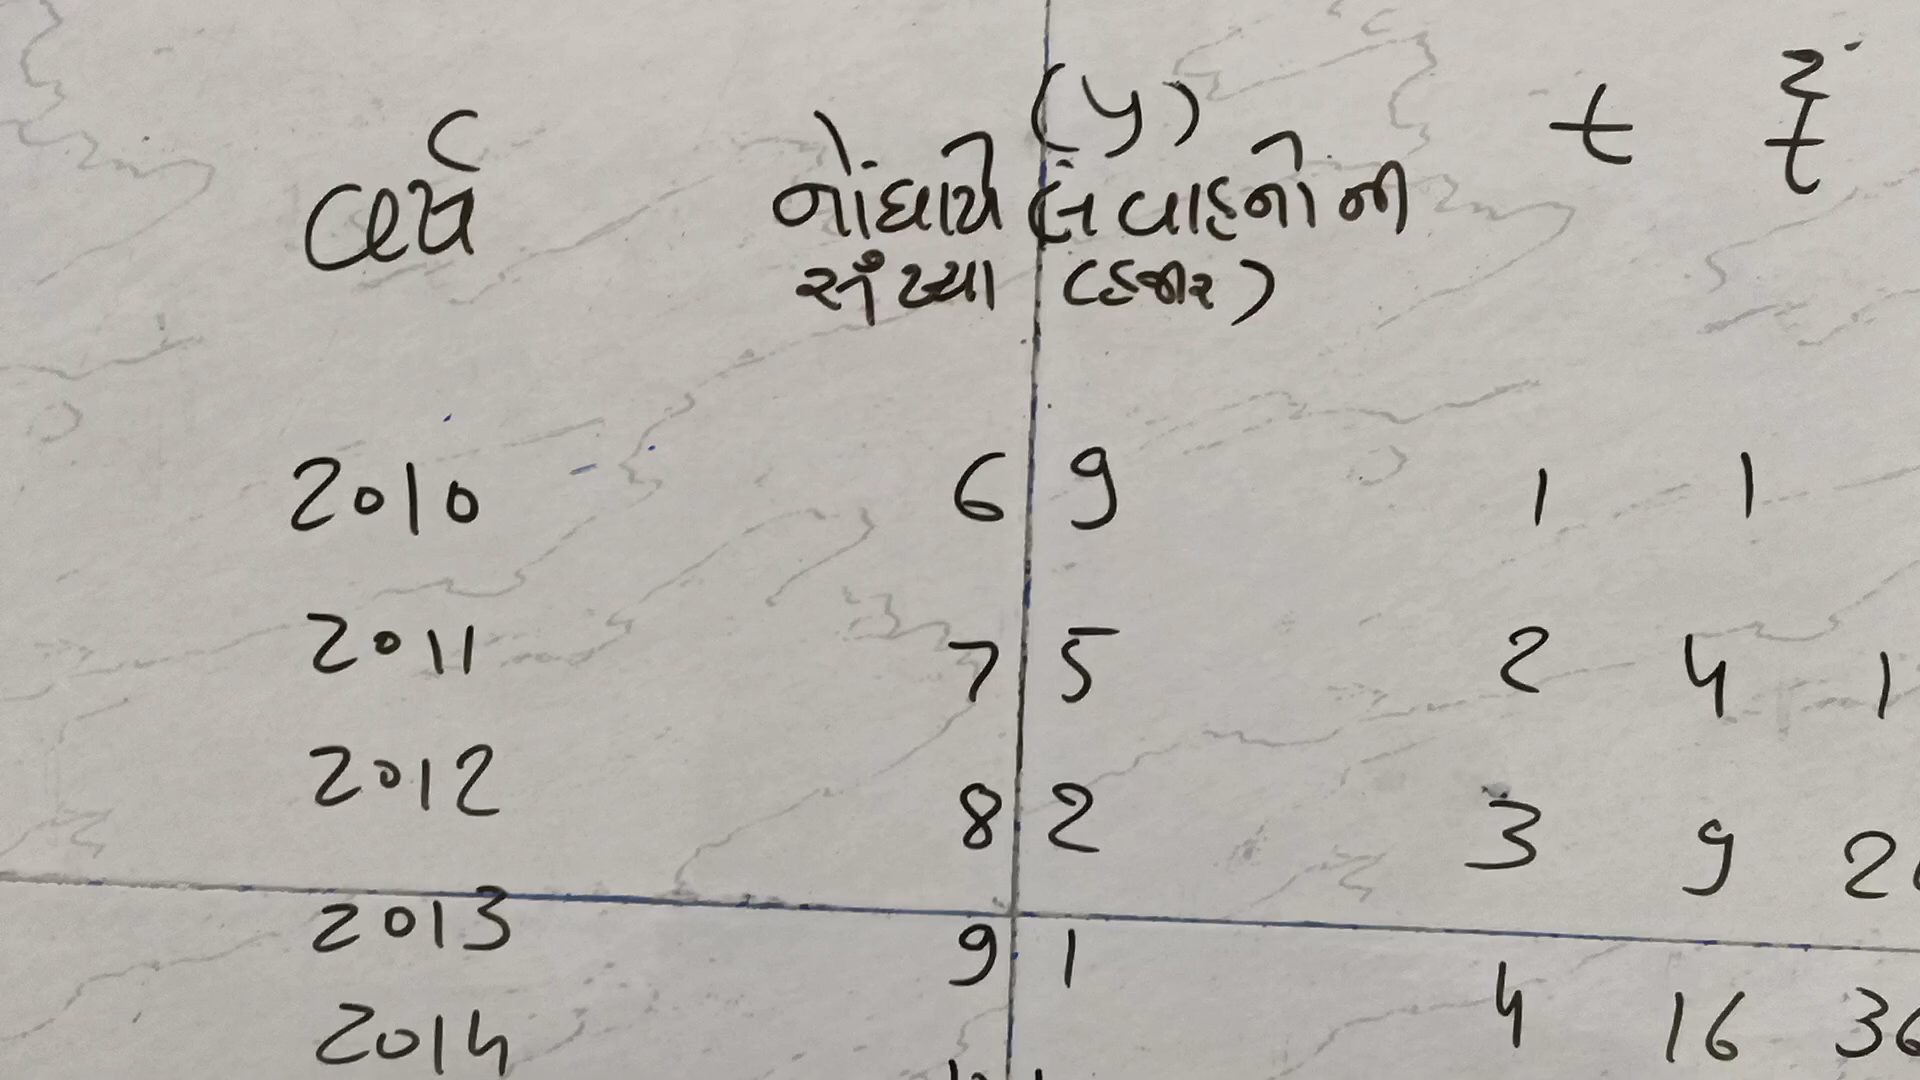 (y) t t²
વર્ષ નોંધાયેલ વાહનોની
સંખ્યા (હજાર)
2010 69 1 1
2011 75 2 4 1
2012 82 3 9 2
2013 91 4 16 36
2014